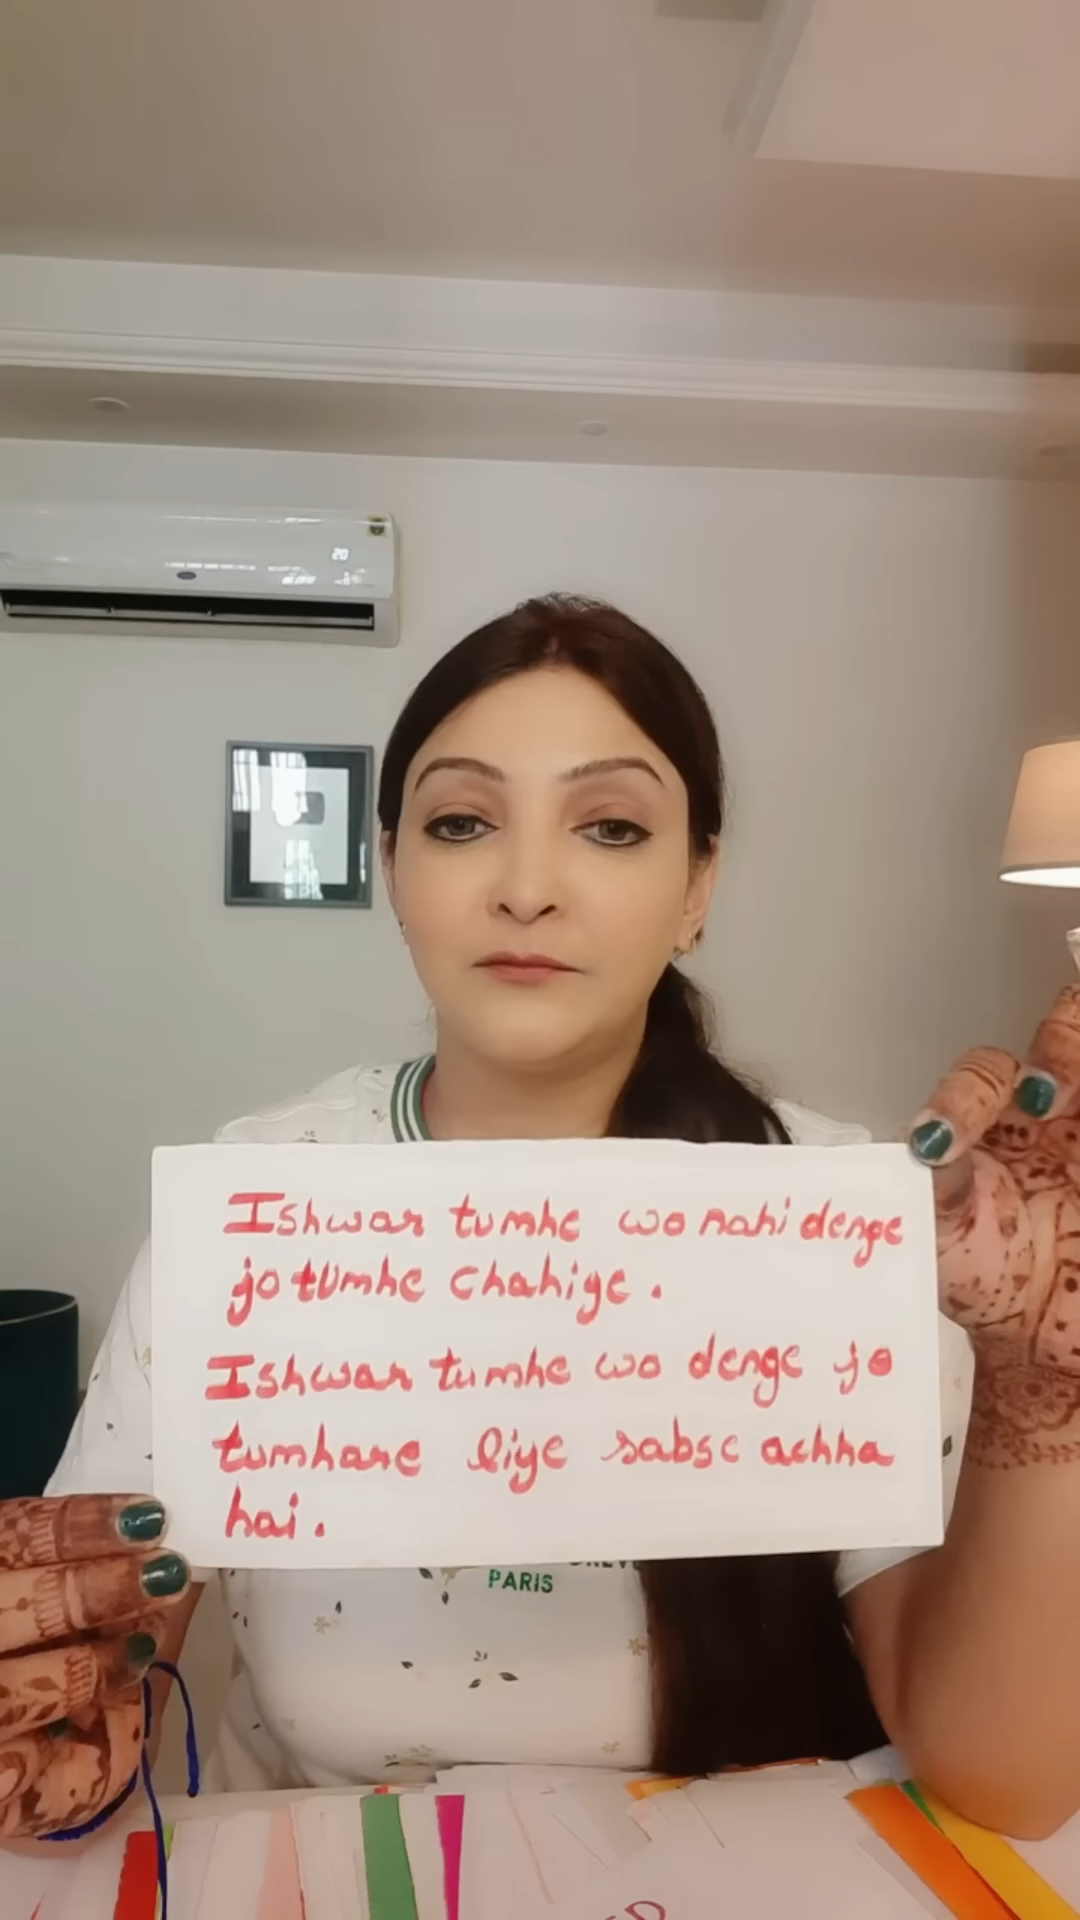 Ishwar tumhe wo nahi denge
jo tumhe chahiye.
Ishwar tumhe wo denge jo
tumhare liye sabse achha
hai.
PARIS
20